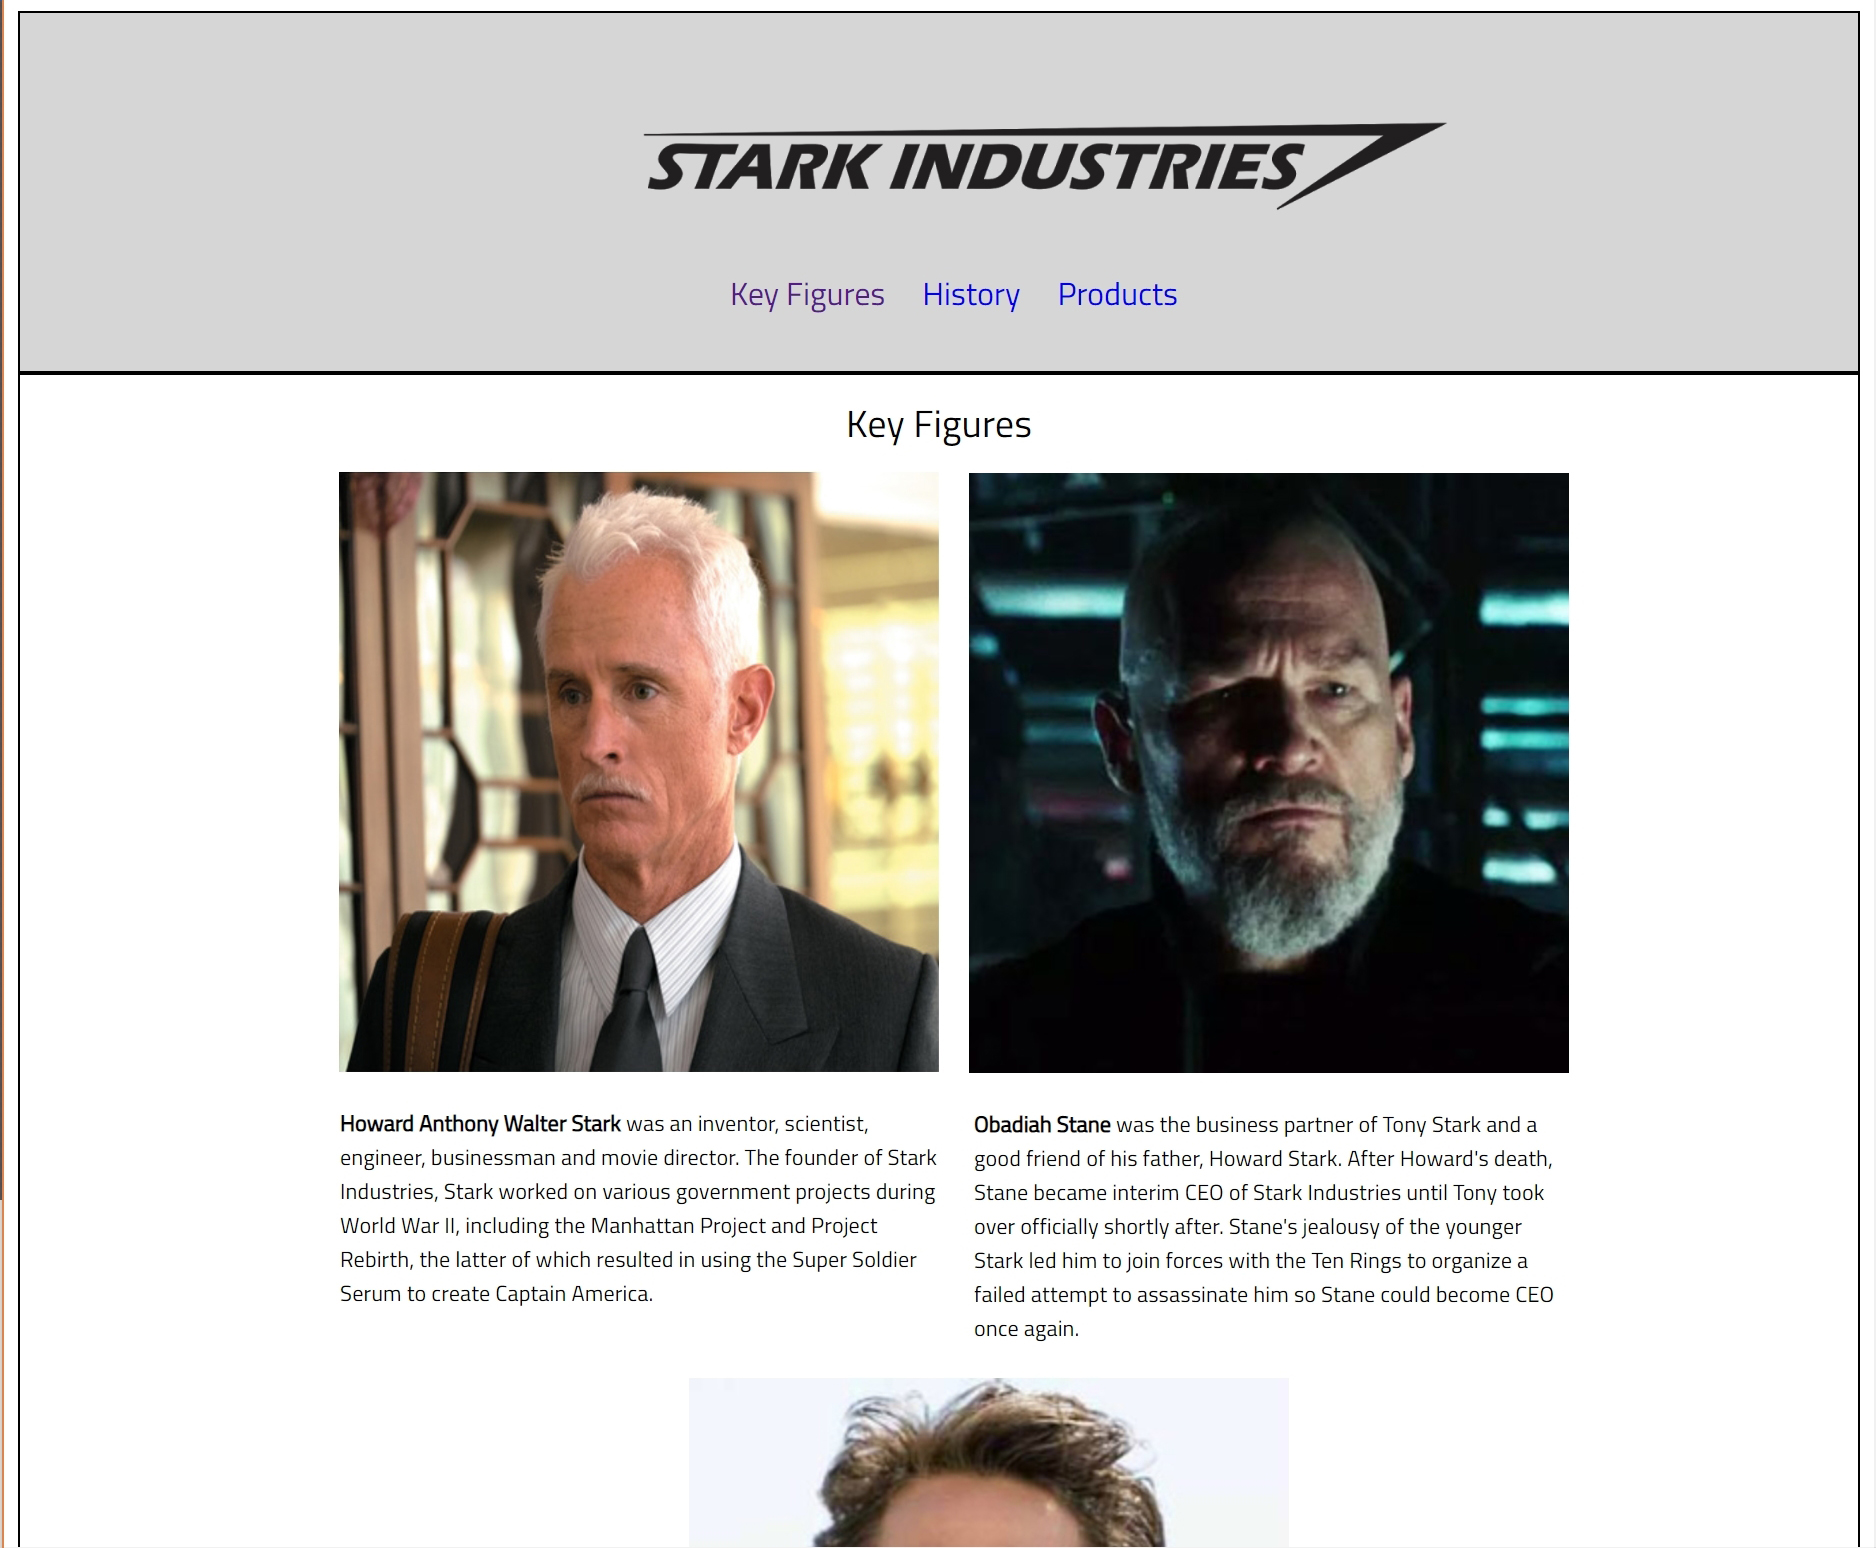 STARK INDUSTRIES
Key Figures History Products
Key Figures
Howard Anthony Walter Stark was an inventor, scientist,
engineer, businessman and movie director. The founder of Stark
Industries, Stark worked on various government projects during
World War II, including the Manhattan Project and Project
Rebirth, the latter of which resulted in using the Super Soldier
Serum to create Captain America.
Obadiah Stane was the business partner of Tony Stark and a
good friend of his father, Howard Stark. After Howard's death,
Stane became interim CEO of Stark Industries until Tony took
over officially shortly after. Stane's jealousy of the younger
Stark led him to join forces with the Ten Rings to organize a
failed attempt to assassinate him so Stane could become CEO
once again.